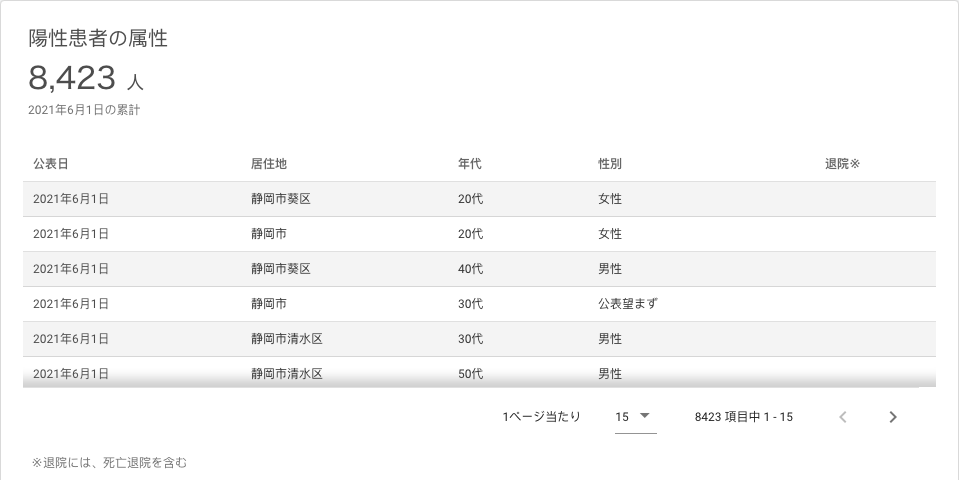 陽性患者の属性
8,423 人
2021年6月1日の累計
公表日 居住地 年代 性別 退院※
2021年6月1日 静岡市葵区 20代 女性
2021年6月1日 静岡市 20代 女性
2021年6月1日 静岡市葵区 40代 男性
2021年6月1日 静岡市 30代 公表望まず
2021年6月1日 静岡市清水区 30代 男性
2021年6月1日 静岡市清水区 50代 男性
1ページ当たり 15 8423 項目中 1 - 15
※退院には、死亡退院を含む